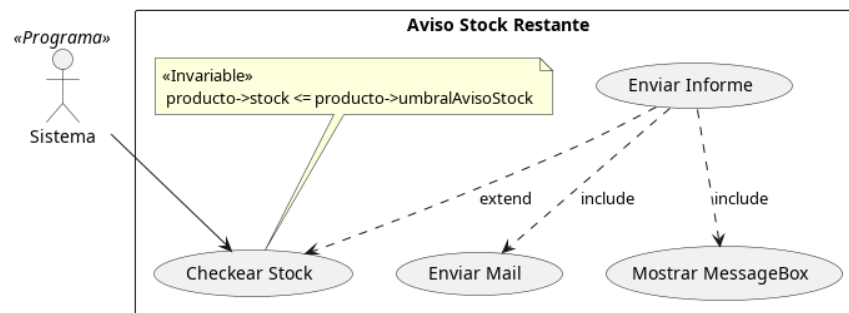 Aviso Stock Restante
«Programa»
Sistema
«Invariable»
producto->stock <= producto->umbralAvisoStock
Enviar Informe
extend
include
include
Checkear Stock
Enviar Mail
Mostrar MessageBox